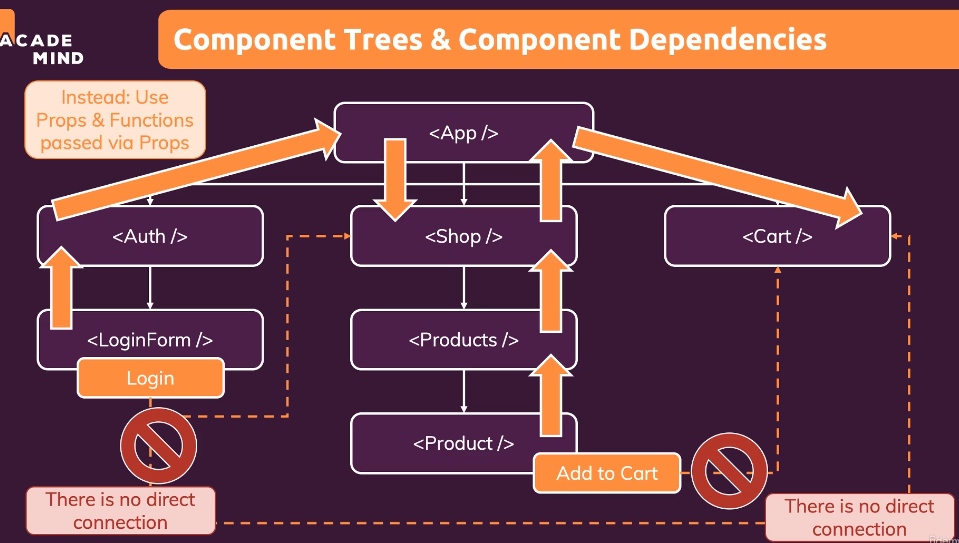 ACADE
MIND
Component Trees & Component Dependencies
Instead: Use
Props & Functions
passed via Props
<App />
<Auth />
<Shop />
<Cart />
<LoginForm />
Login
<Products />
<Product />
Add to Cart
There is no direct
connection
There is no direct
connection